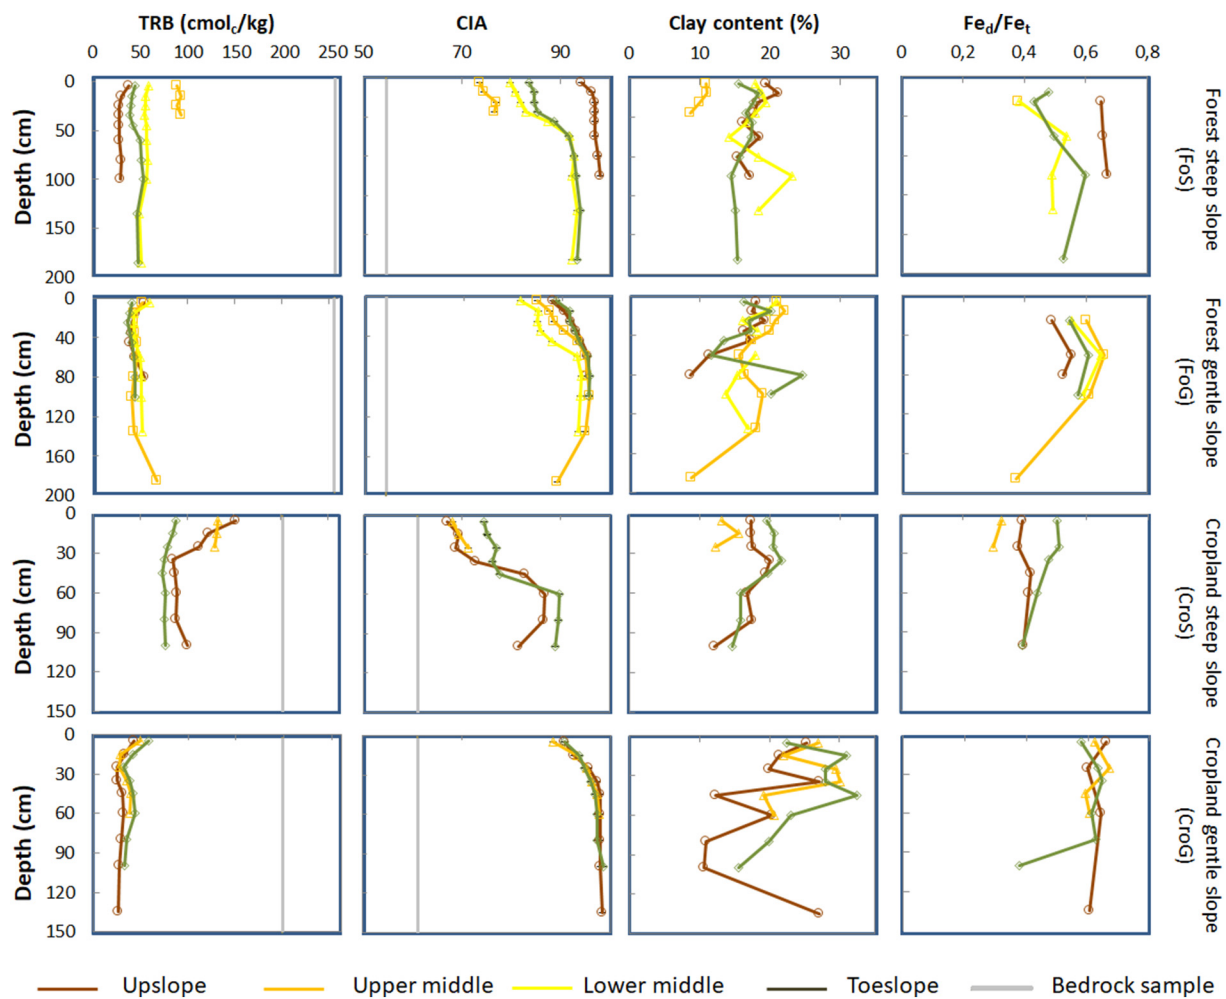 TRB (cmolc/kg) CIA Clay content (%) Fed/Fet
0 50 100 150 200 250 50 70 90 0 10 20 30 0 0,2 0,4 0,6 0,8
Depth (cm)
0
50
100
150
200
Forest steep slope
(FoS)
Depth (cm)
0
40
80
120
160
200
Forest gentle slope
(FoG)
Depth (cm)
0
30
60
90
120
150
Cropland steep slope
(CroS)
Depth (cm)
0
30
60
90
120
150
Cropland gentle slope
(CroG)
Upslope Upper middle Lower middle Toeslope Bedrock sample